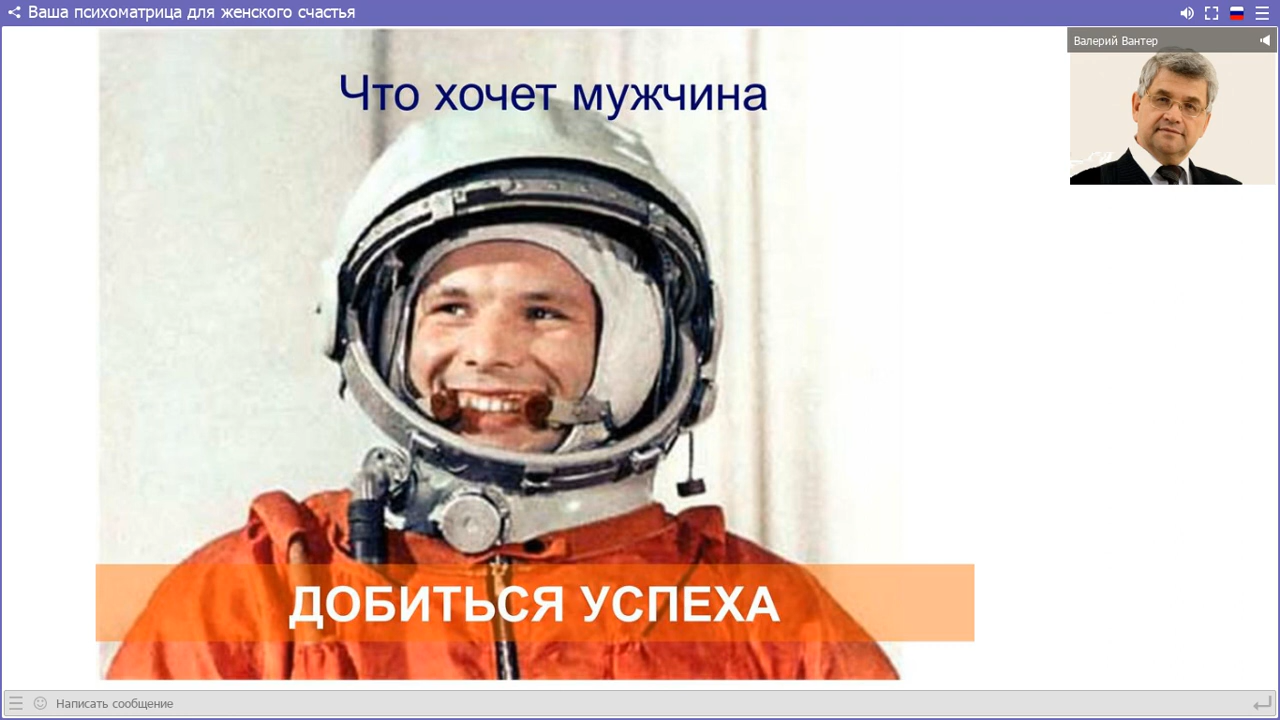 Ваша психоматрица для женского счастья
Валерий Вантер
Что хочет мужчина
ДОБИТЬСЯ УСПЕХА
Написать сообщение